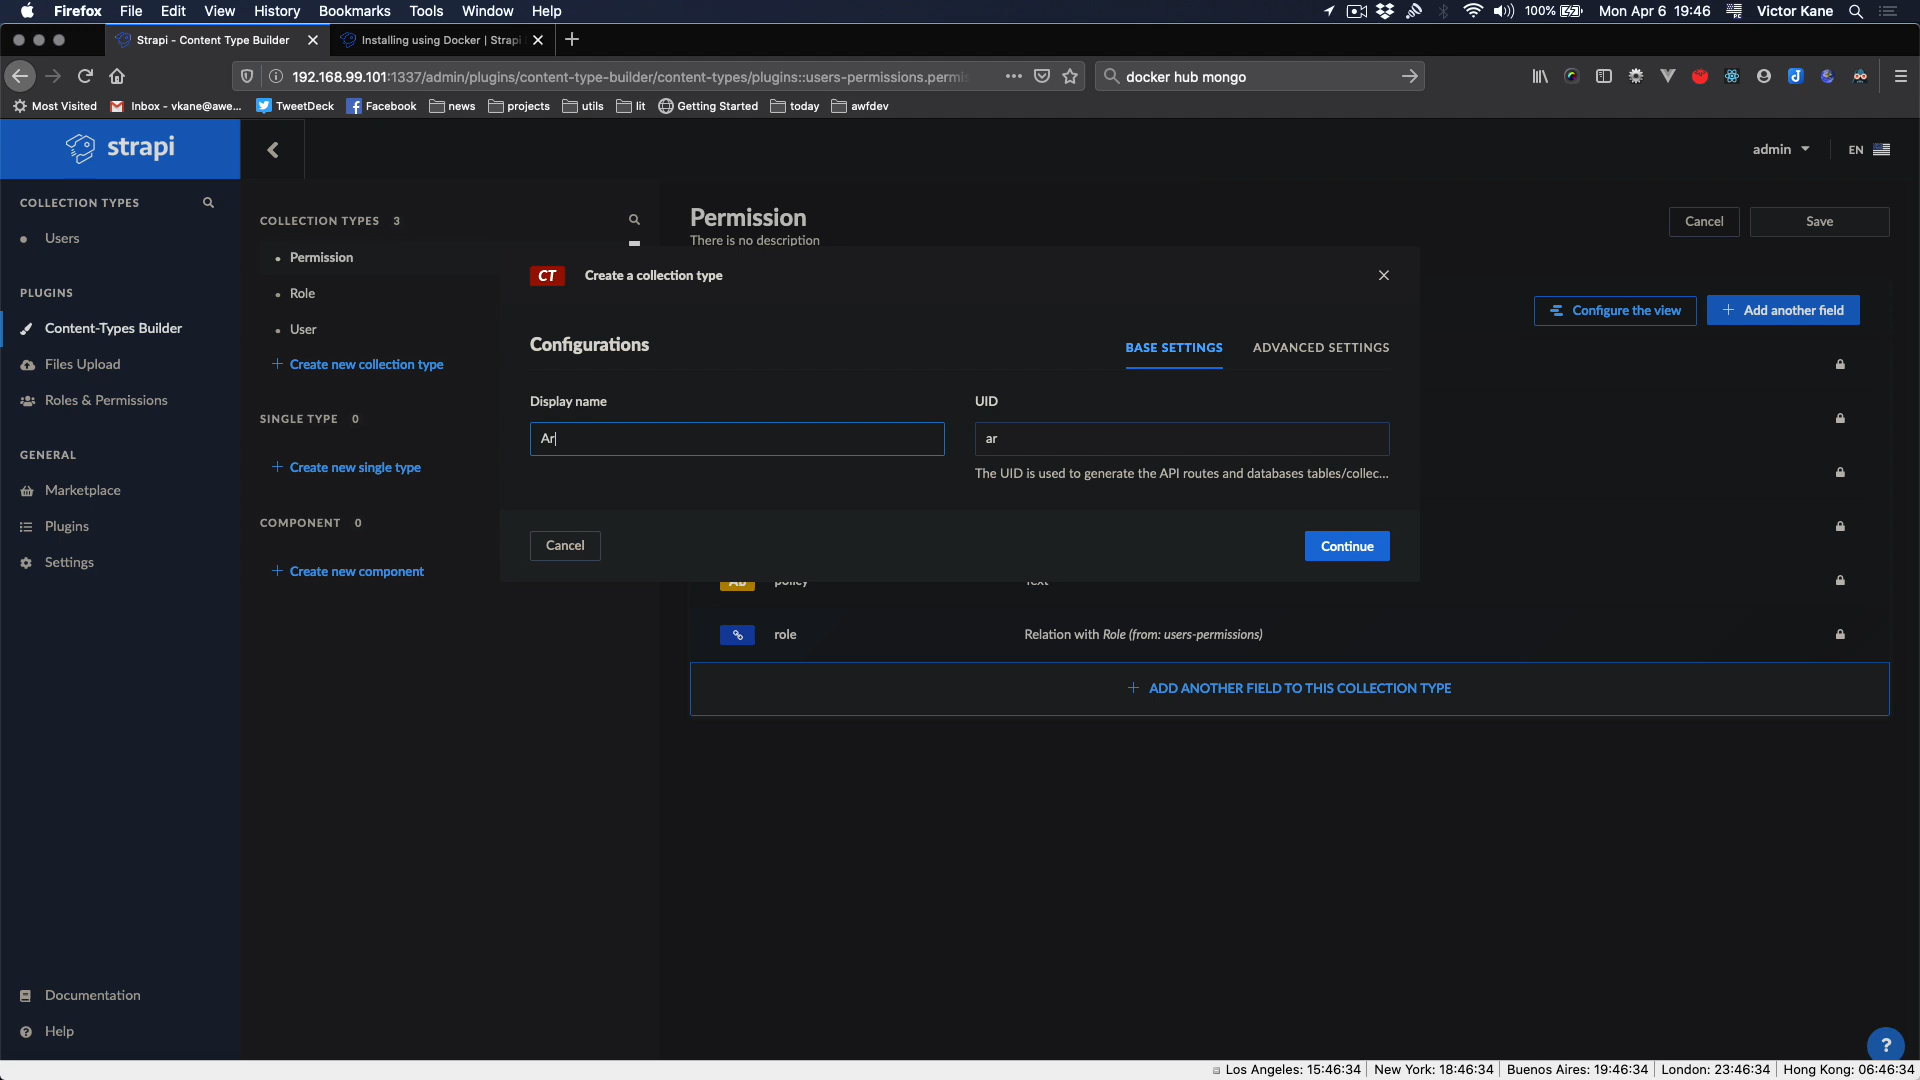 Firefox File Edit View History Bookmarks Tools Window Help 100% Mon Apr 6 19:46 Victor Kane
Strapi - Content Type Builder Installing using Docker | Strapi
192.168.99.101:1337/admin/plugins/content-type-builder/content-types/plugins::users-permissions.permis docker hub mongo
Most Visited Inbox - vkane@awe... TweetDeck Facebook news projects utils lit Getting Started today awfdev
strapi
admin EN
COLLECTION TYPES
Users
PLUGINS
Content-Types Builder
Files Upload
Roles & Permissions
GENERAL
Marketplace
Plugins
Settings
Documentation
Help
COLLECTION TYPES 3
Permission
Role
User
Create new collection type
SINGLE TYPE 0
Create new single type
COMPONENT 0
Create new component
Permission
There is no description
Cancel Save
Configure the view Add another field
CT Create a collection type
Configurations
BASE SETTINGS ADVANCED SETTINGS
Display name UID
Ar ar
The UID is used to generate the API routes and databases tables/collec...
Cancel Continue
Ab policy Text
role Relation with Role (from: users-permissions)
ADD ANOTHER FIELD TO THIS COLLECTION TYPE
?
Los Angeles: 15:46:34 New York: 18:46:34 Buenos Aires: 19:46:34 London: 23:46:34 Hong Kong: 06:46:34